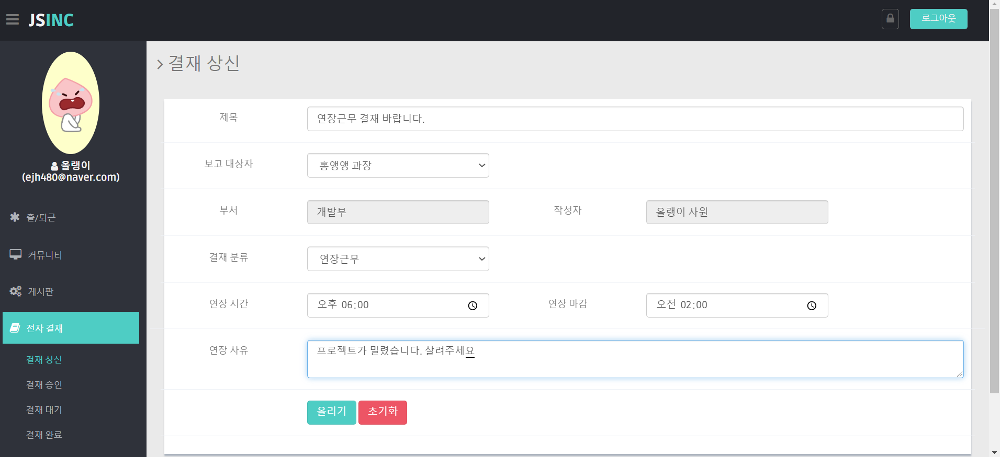 JSINC
로그아웃
올랭이
(ejh480@naver.com)
출/퇴근
커뮤니티
게시판
전자 결재
결재 상신
결재 승인
결재 대기
결재 완료
결재 상신
제목 연장근무 결재 바랍니다.
보고 대상자 홍앵앵 과장
부서 개발부 작성자 올랭이 사원
결재 분류 연장근무
연장 시간 오후 06:00 연장 마감 오전 02:00
연장 사유 프로젝트가 밀렸습니다. 살려주세요
올리기 초기화